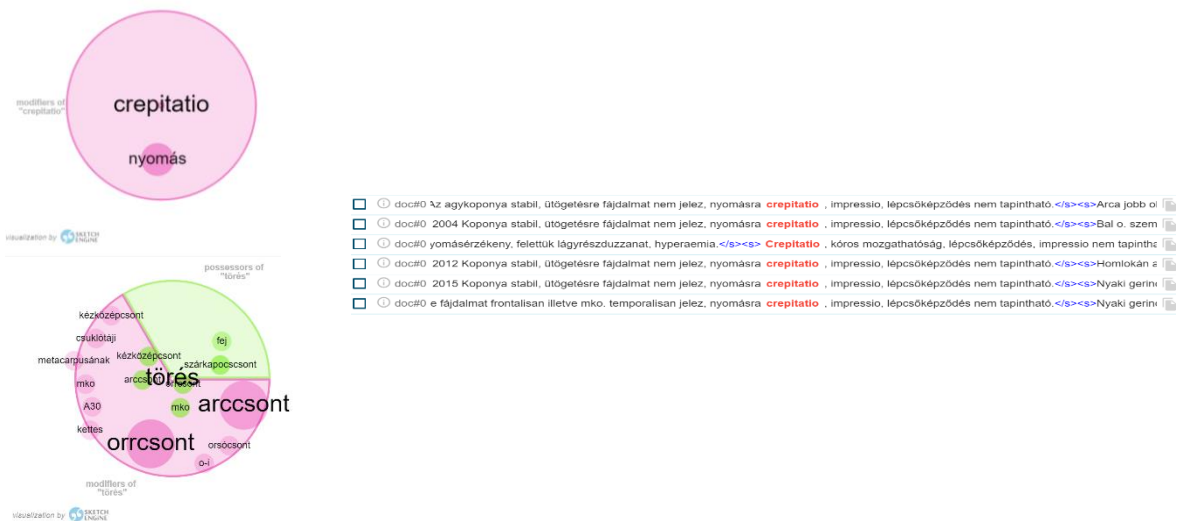 modifiers of
"crepitatio"
crepitatio
nyomás
visualization by SKETCH
ENGINE
possessors of
"törés"
kézközépcsont
csuklótáji
fej
metacarpusának
kézközépcsont
szárkapocscsont
törés
arccsont
orrcsont
mko
A30
mko
arccsont
kettes
orrcsont
orsócsont
o-i
modifiers of
"törés"
visualization by SKETCH
ENGINE
doc#0 Az agykoponya stabil, ütögetésre fájdalmat nem jelez, nyomásra crepitatio , impressio, lépcsőképződés nem tapintható.</s><s>Arca jobb ol
doc#0 2004 Koponya stabil, ütögetésre fájdalmat nem jelez, nyomásra crepitatio , impressio, lépcsőképződés nem tapintható.</s><s>Bal o. szem
doc#0 yomásérzékeny, felettük lágyrészduzzanat, hyperaemia.</s><s> Crepitatio , kóros mozgathatóság, lépcsőképződés, impressio nem tapintha
doc#0 2012 Koponya stabil, ütögetésre fájdalmat nem jelez, nyomásra crepitatio , impressio, lépcsőképződés nem tapintható.</s><s>Homlokán a
doc#0 2015 Koponya stabil, ütögetésre fájdalmat nem jelez, nyomásra crepitatio , impressio, lépcsőképződés nem tapintható.</s><s>Nyaki gerinc
doc#0 e fájdalmat frontalisan illetve mko. temporalisan jelez, nyomásra crepitatio , impressio, lépcsőképződés nem tapintható.</s><s>Nyaki gerinc